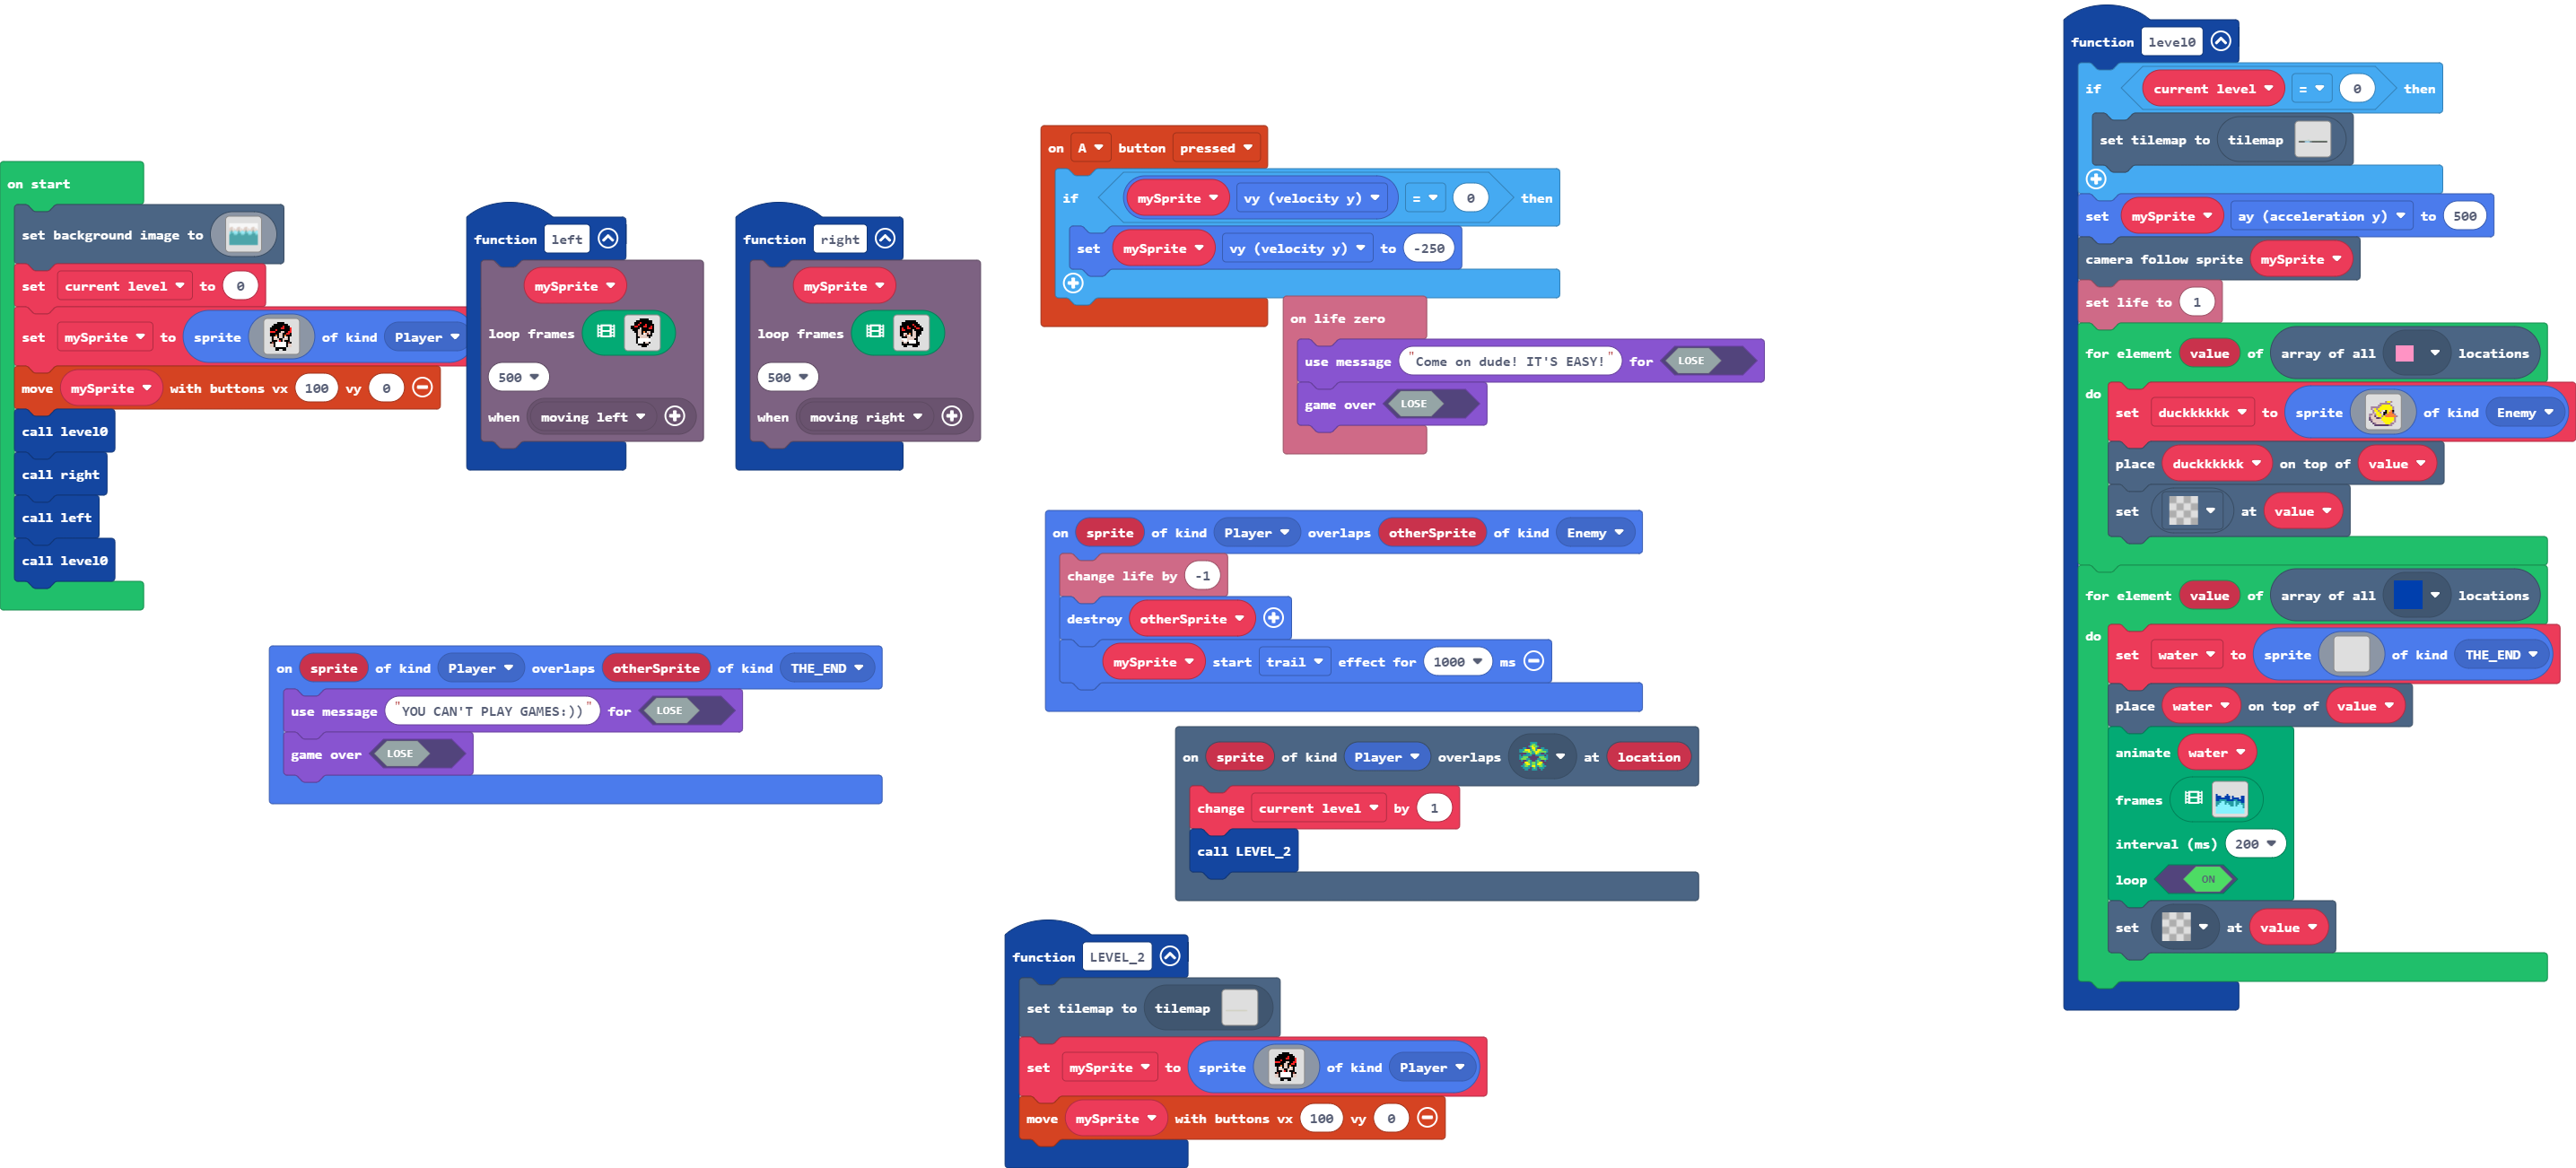 on start
set background image to
set current level to 0
set mySprite to sprite of kind Player
move mySprite with buttons vx 100 vy 0
call level0
call right
call left
call level0
function left
mySprite
loop frames
500
when moving left
function right
mySprite
loop frames
500
when moving right
on A button pressed
if mySprite vy (velocity y) = 0 then
set mySprite vy (velocity y) to -250
on life zero
use message "Come on dude! IT'S EASY!" for LOSE
game over LOSE
on sprite of kind Player overlaps otherSprite of kind Enemy
change life by -1
destroy otherSprite
mySprite start trail effect for 1000 ms
on sprite of kind Player overlaps otherSprite of kind THE_END
use message "YOU CAN'T PLAY GAMES:))" for LOSE
game over LOSE
on sprite of kind Player overlaps at location
change current level by 1
call LEVEL_2
function LEVEL_2
set tilemap to tilemap
set mySprite to sprite of kind Player
move mySprite with buttons vx 100 vy 0
function level0
if current level = 0 then
set tilemap to tilemap
set mySprite ay (acceleration y) to 500
camera follow sprite mySprite
set life to 1
for element value of array of all locations
do
set duckkkkkk to sprite of kind Enemy
place duckkkkkk on top of value
set at value
for element value of array of all locations
do
set water to sprite of kind THE_END
place water on top of value
animate water
frames
interval (ms) 200
loop ON
set at value